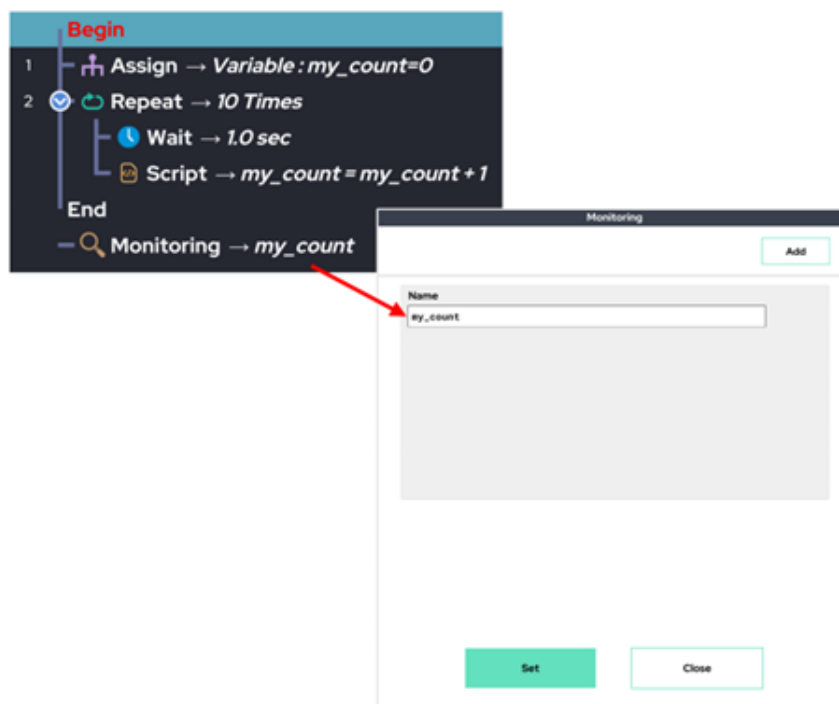 Begin
1 Assign → Variable : my_count=0
2 Repeat → 10 Times
Wait → 1.0 sec
Script → my_count = my_count + 1
End
Monitoring → my_count
Monitoring
Add
Name
my_count
Set Close